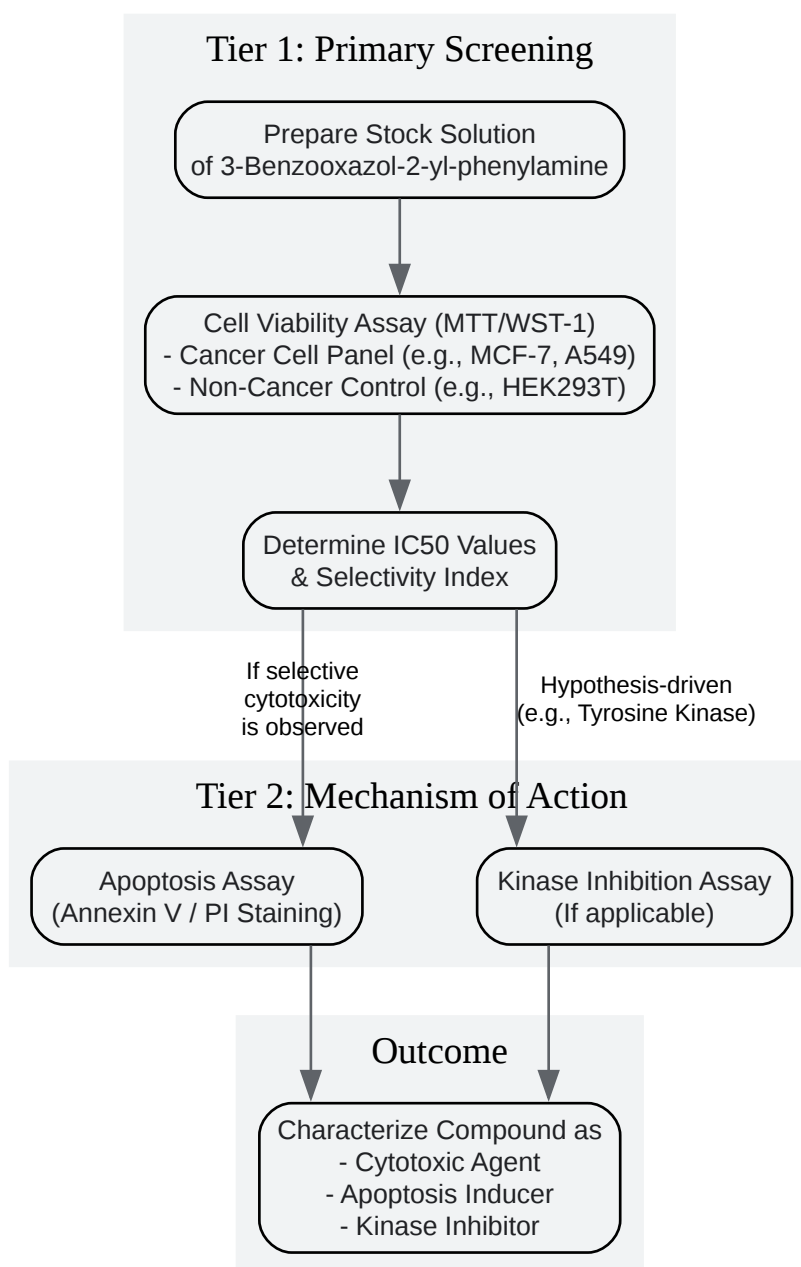 Tier 1: Primary Screening
Prepare Stock Solution
of 3-Benzooxazol-2-yl-phenylamine
Cell Viability Assay (MTT/WST-1)
- Cancer Cell Panel (e.g., MCF-7, A549)
- Non-Cancer Control (e.g., HEK293T)
Determine IC50 Values
& Selectivity Index
If selective
cytotoxicity
is observed
Hypothesis-driven
(e.g., Tyrosine Kinase)
Tier 2: Mechanism of Action
Apoptosis Assay
(Annexin V / PI Staining)
Kinase Inhibition Assay
(If applicable)
Outcome
Characterize Compound as
- Cytotoxic Agent
- Apoptosis Inducer
- Kinase Inhibitor